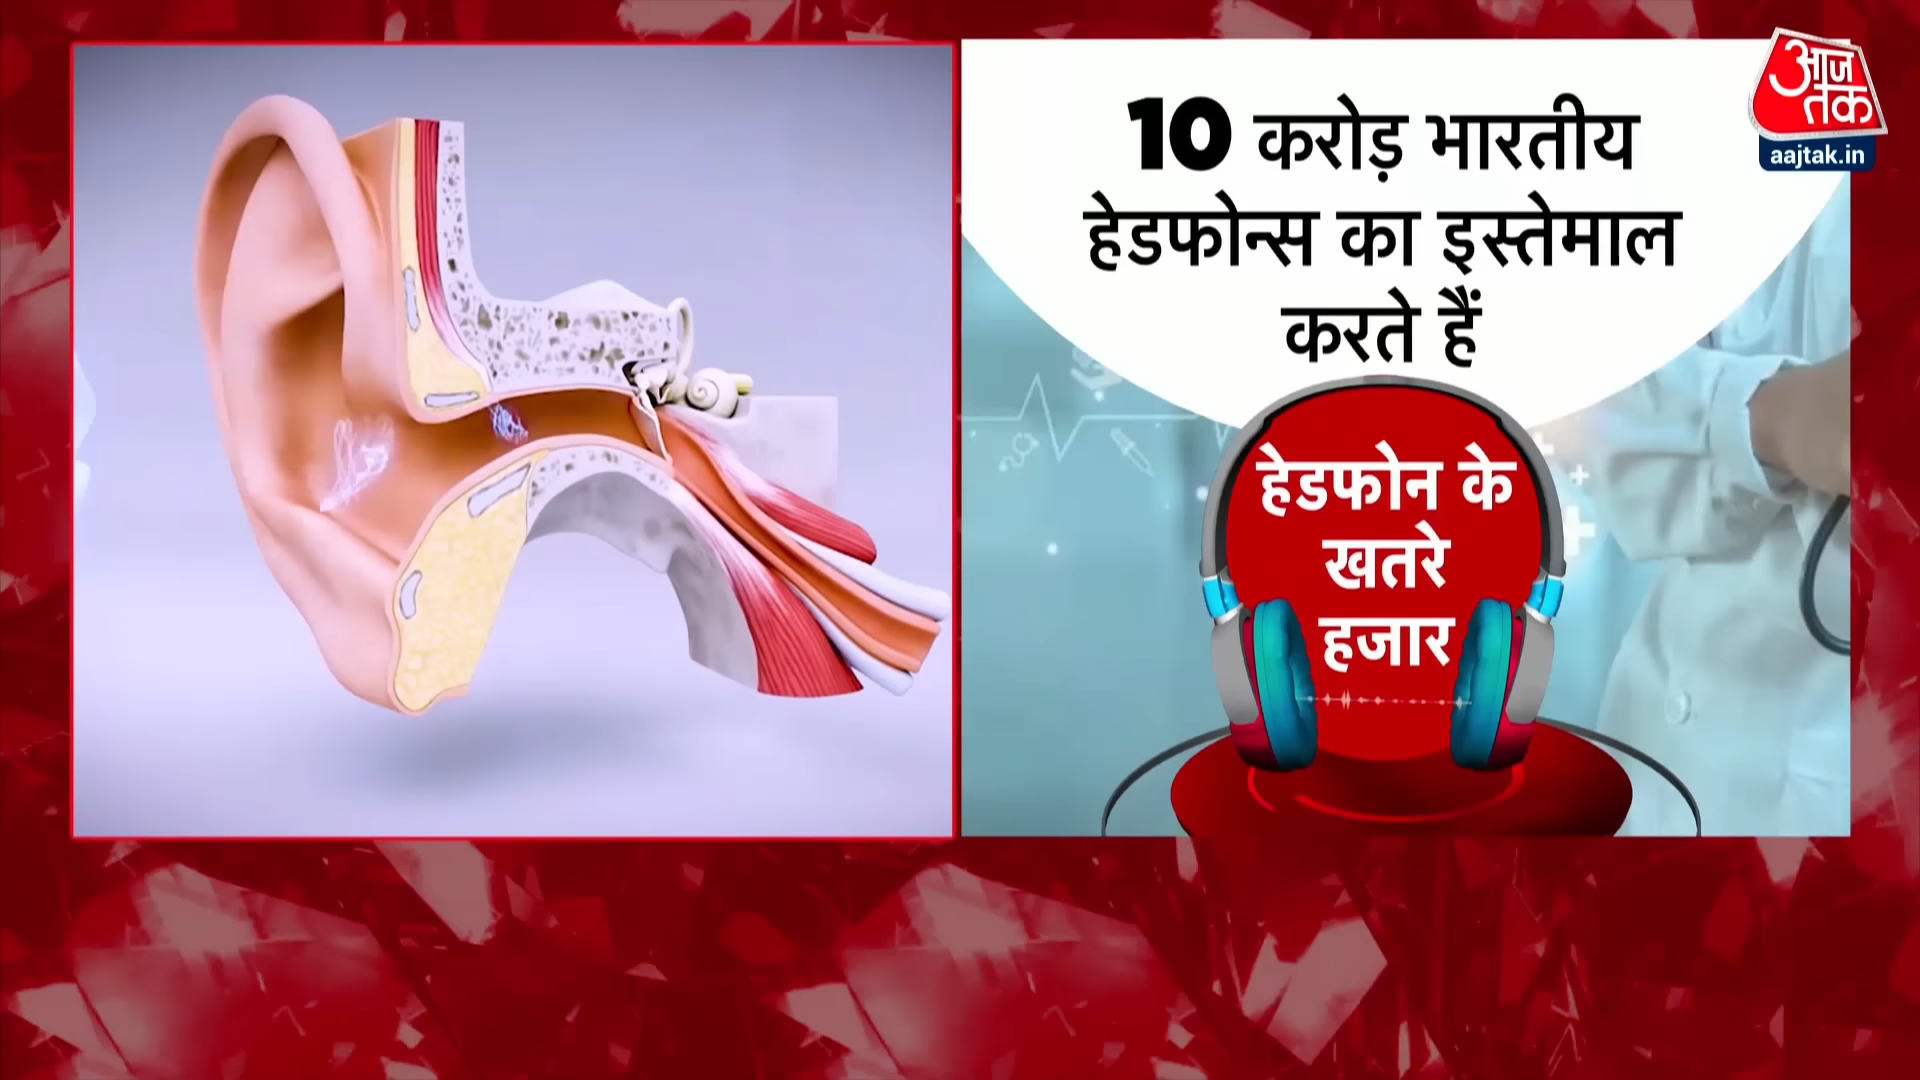 10 करोड़ भारतीय
हेडफोन्स का इस्तेमाल
करते हैं
हेडफोन के
खतरे
हजार
आज
तक
aajtak.in